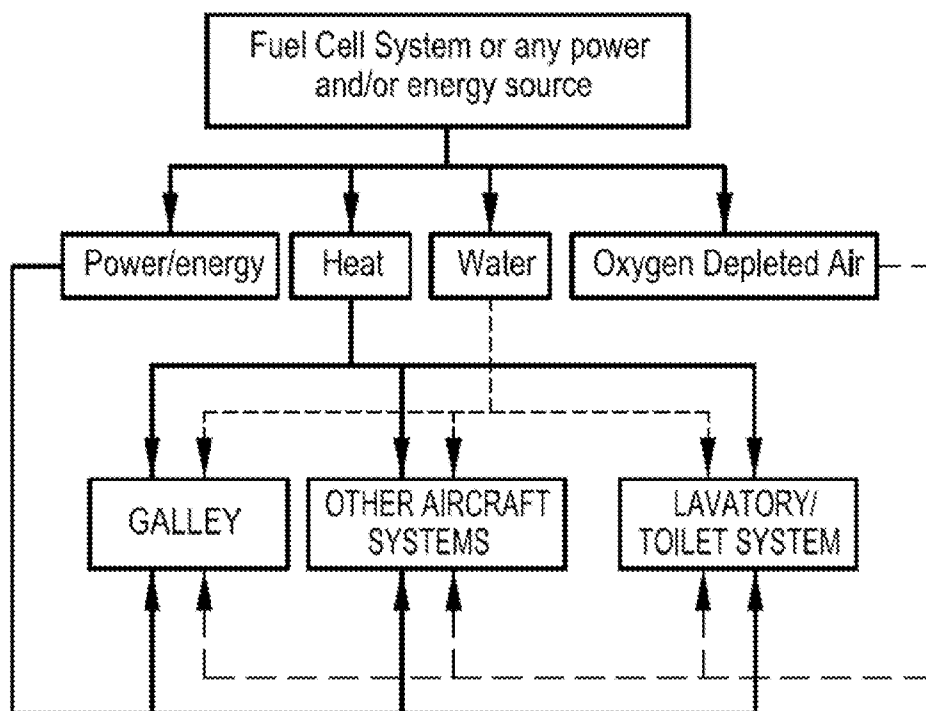 Fuel Cell System or any power
and/or energy source
Power/energy
Heat
Water
Oxygen Depleted Air
GALLEY
OTHER AIRCRAFT
SYSTEMS
LAVATORY/
TOILET SYSTEM